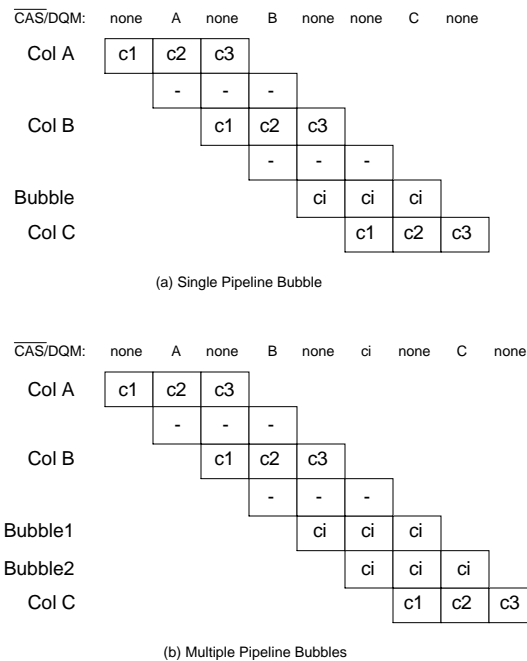 CAS/DQM: none A none B none none C none
Col A c1 c2 c3
- - -
Col B c1 c2 c3
- - -
Bubble ci ci ci
Col C c1 c2 c3
(a) Single Pipeline Bubble
CAS/DQM: none A none B none ci none C none
Col A c1 c2 c3
- - -
Col B c1 c2 c3
- - -
Bubble1 ci ci ci
Bubble2 ci ci ci
Col C c1 c2 c3
(b) Multiple Pipeline Bubbles